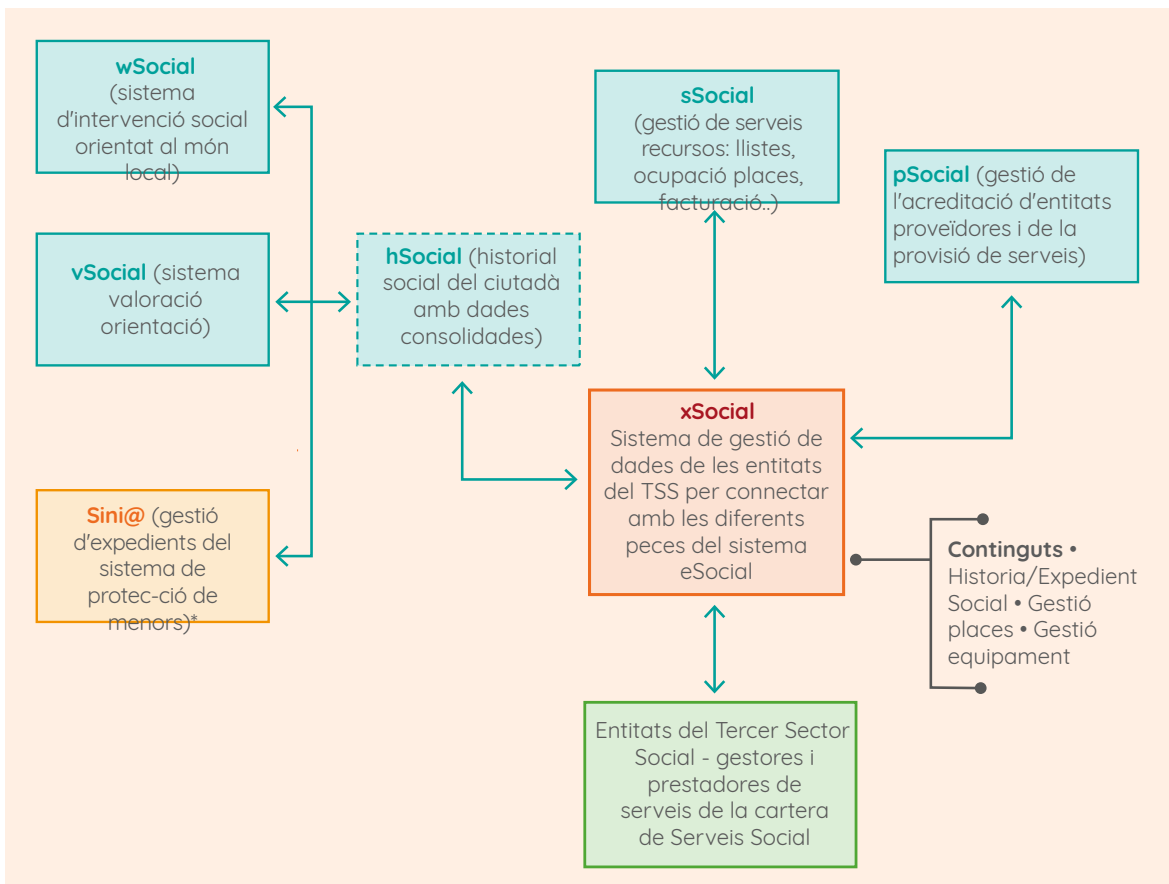 wSocial
(sistema
d'intervenció social
orientat al món
local)
sSocial
(gestió de serveis
recursos: llistes,
ocupació places,
facturació..)
pSocial (gestió de
l'acreditació d'entitats
proveïdores i de la
provisió de serveis)
vSocial (sistema
valoració
orientació)
hSocial (historial
social del ciutadà
amb dades
consolidades)
xSocial
Sistema de gestió de
dades de les entitats
del TSS per connectar
amb les diferents
peces del sistema
eSocial
Sini@ (gestió
d'expedients del
sistema de
protec-ció de
menors)*
Continguts •
Historia/Expedient
Social • Gestió
places • Gestió
equipament
Entitats del Tercer Sector
Social - gestores i
prestadores de
serveis de la cartera
de Serveis Social